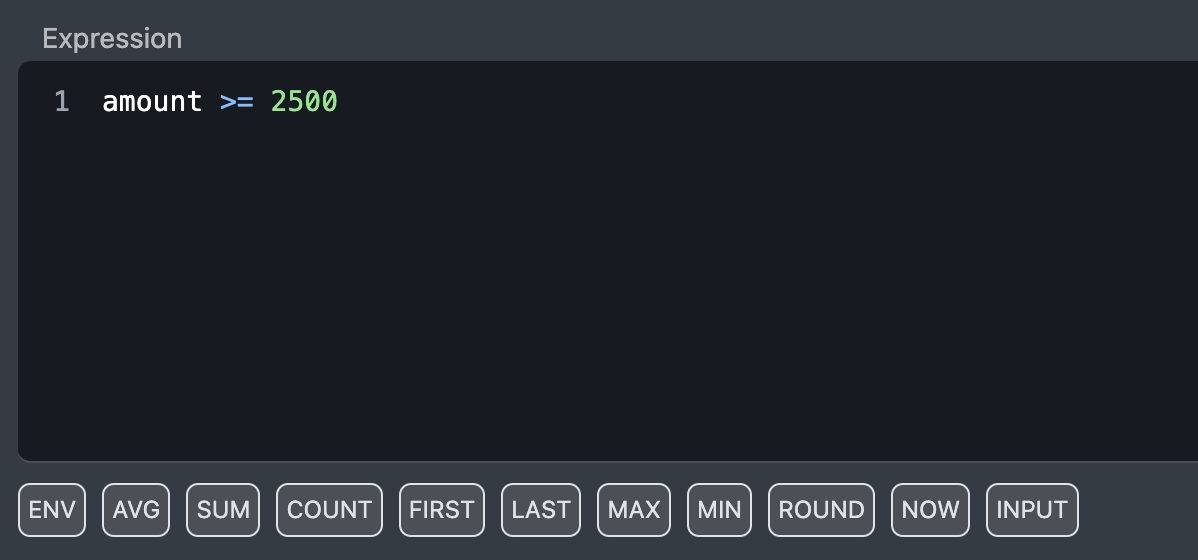 Expression
1 amount >= 2500
ENV AVG SUM COUNT FIRST LAST MAX MIN ROUND NOW INPUT